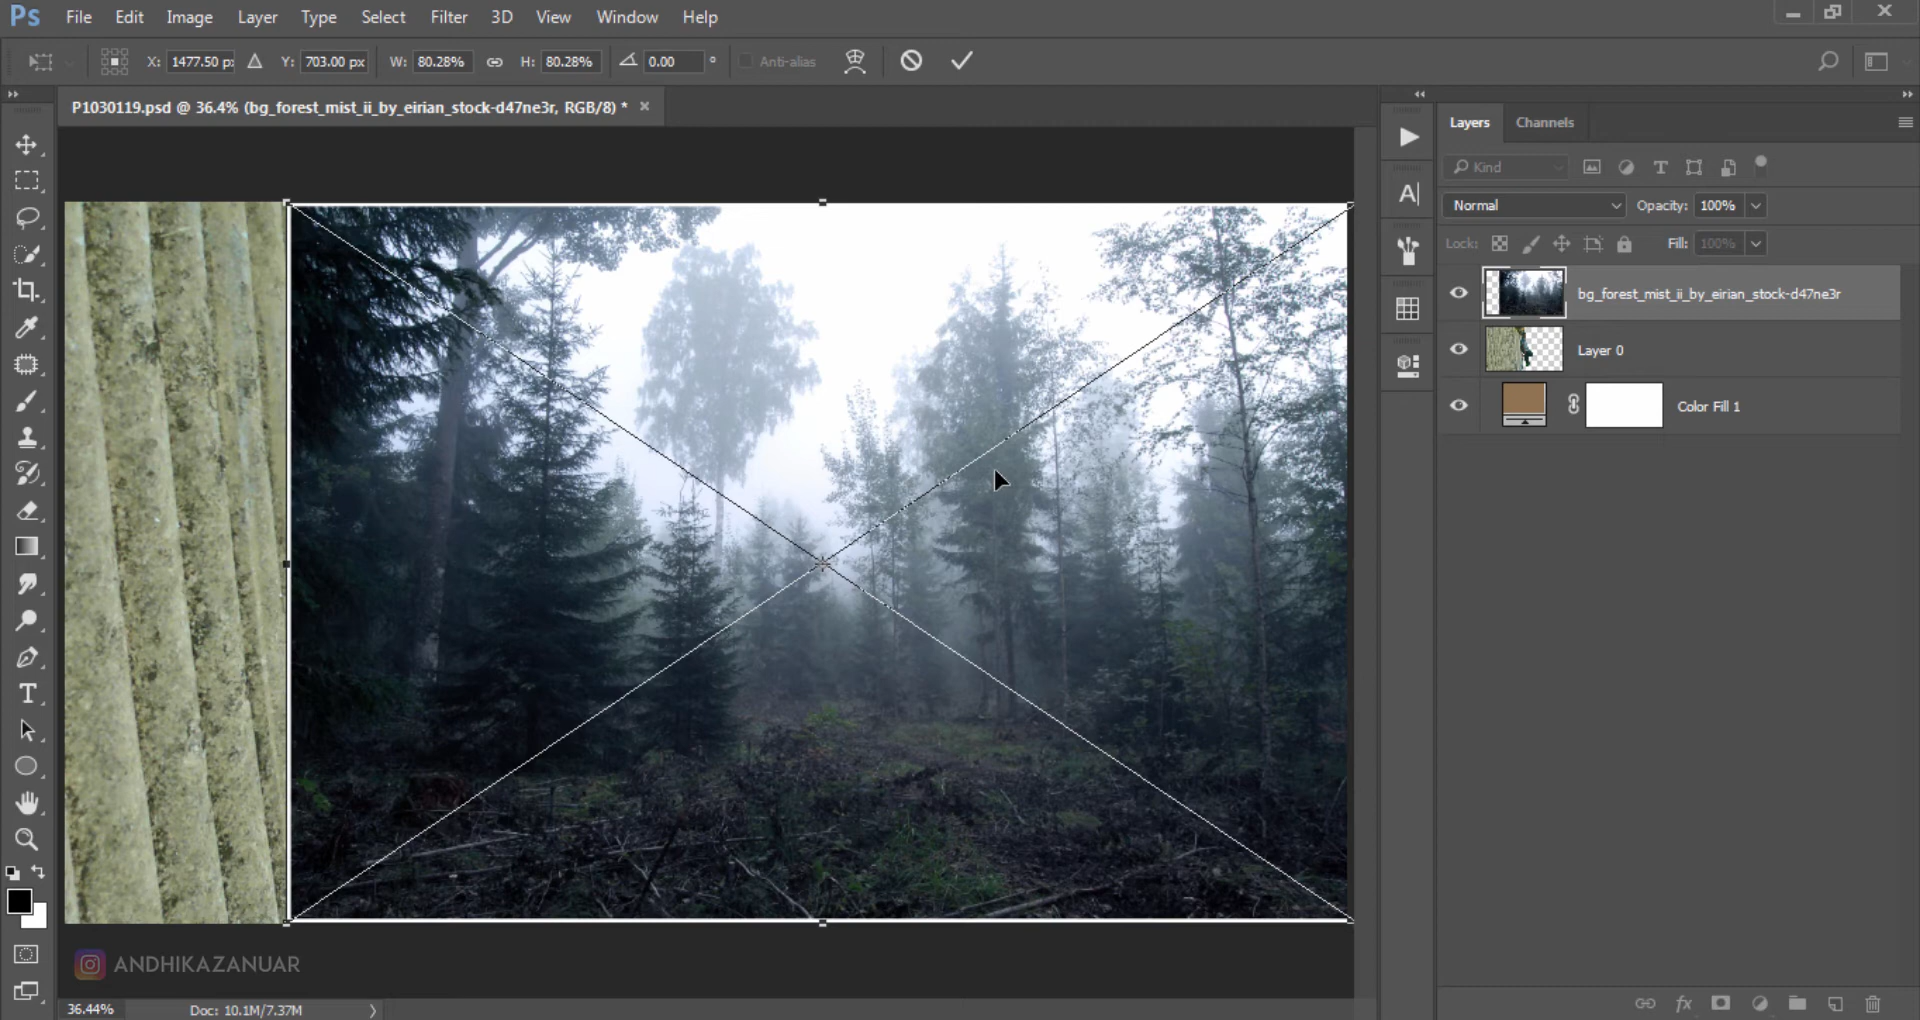 Ps File Edit Image Layer Type Select Filter 3D View Window Help
X: 1477.50 px Y: 703.00 px W: 80.28% H: 80.28% 0.00 ° Anti-alias
P1030119.psd @ 36.4% (bg_forest_mist_ii_by_eirian_stock-d47ne3r, RGB/8) *
Layers Channels
Kind
Normal Opacity: 100%
Lock: Fill: 100%
bg_forest_mist_ii_by_eirian_stock-d47ne3r
Layer 0
Color Fill 1
ANDHIKAZANUAR
36.44% Doc: 10.1M/7.37M
fx